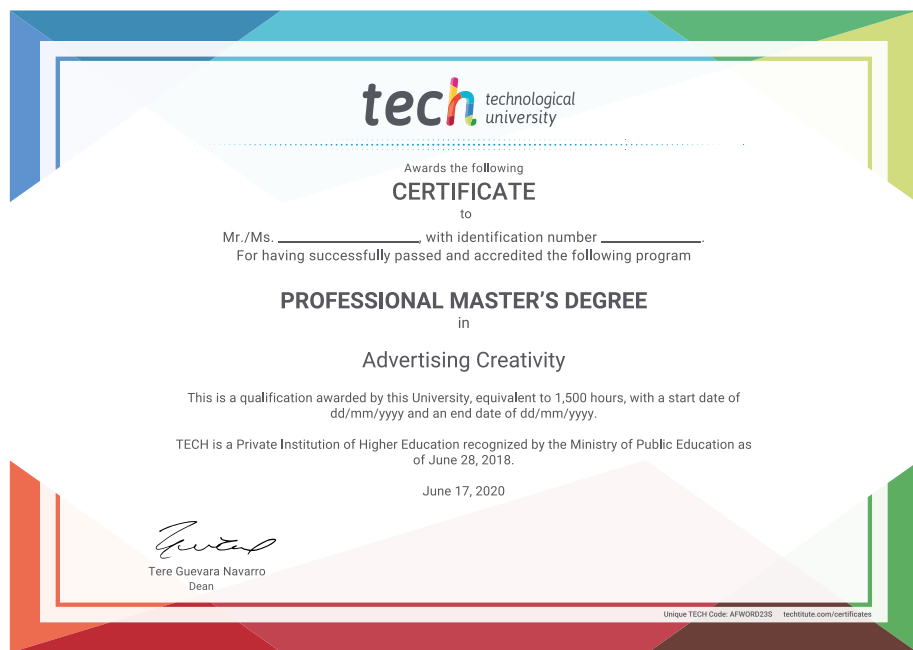 tech technological
university
Awards the following
CERTIFICATE
to
Mr./Ms. ____________________, with identification number ______________.
For having successfully passed and accredited the following program
PROFESSIONAL MASTER'S DEGREE
in
Advertising Creativity
This is a qualification awarded by this University, equivalent to 1,500 hours, with a start date of
dd/mm/yyyy and an end date of dd/mm/yyyy.
TECH is a Private Institution of Higher Education recognized by the Ministry of Public Education as
of June 28, 2018.
June 17, 2020
Tere Guevara Navarro
Dean
Unique TECH Code: AFWORD23S techtitute.com/certificates